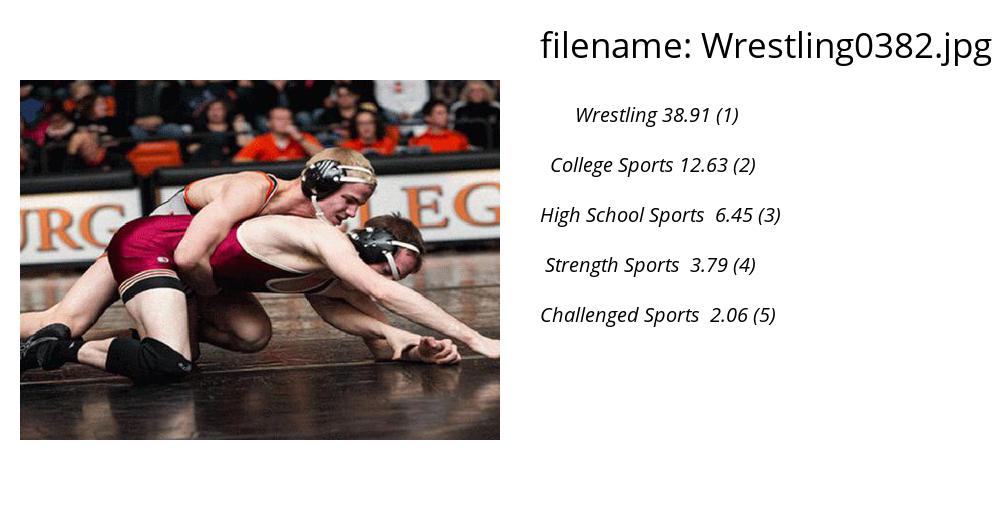 filename: Wrestling0382.jpg
Wrestling 38.91 (1)
College Sports 12.63 (2)
High School Sports 6.45 (3)
Strength Sports 3.79 (4)
Challenged Sports 2.06 (5)
URG
LEG